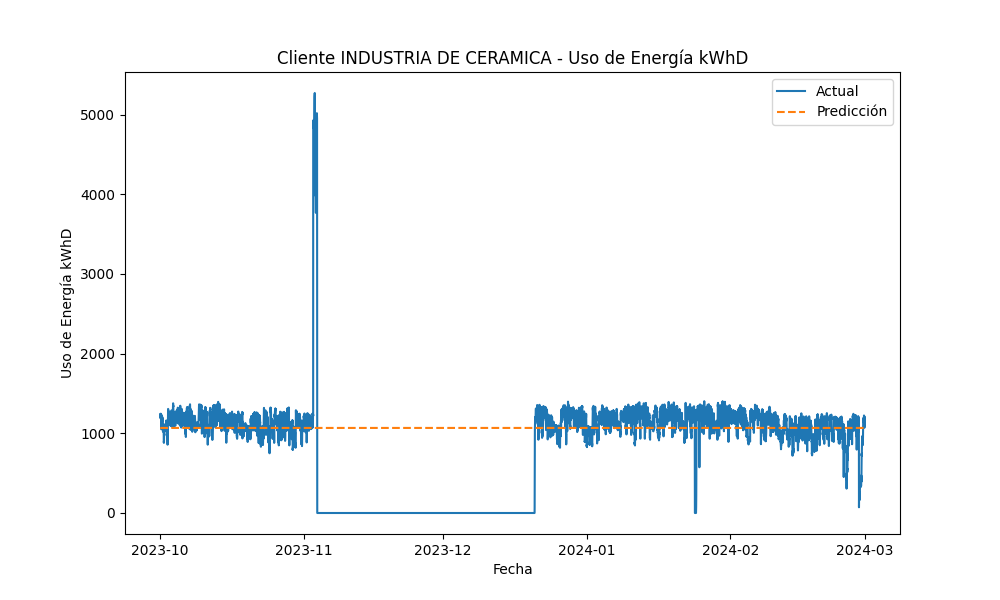 Cliente INDUSTRIA DE CERAMICA - Uso de Energía kWhD
Actual
Predicción
5000
4000
3000
2000
1000
0
Uso de Energía kWhD
2023-10
2023-11
2023-12
2024-01
2024-02
2024-03
Fecha